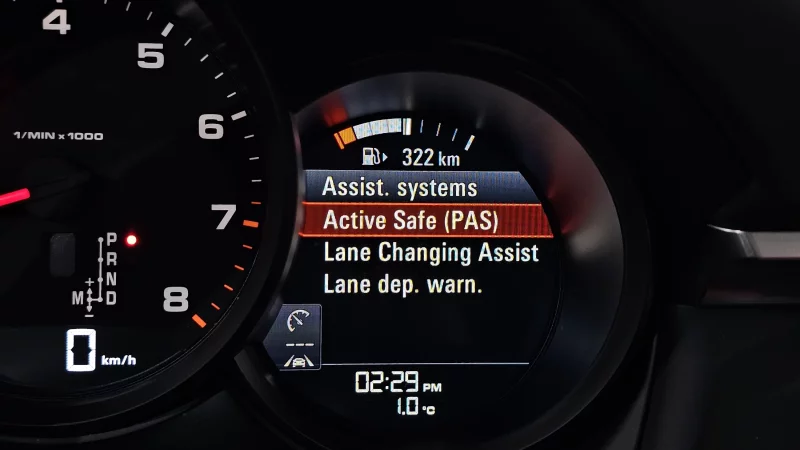 4
5
6
1/MIN x 1000
7
8
P
R
N
M D
+
−
0 km/h
322 km
Assist. systems
Active Safe (PAS)
Lane Changing Assist
Lane dep. warn.
---
02:29 PM
1.0 °C